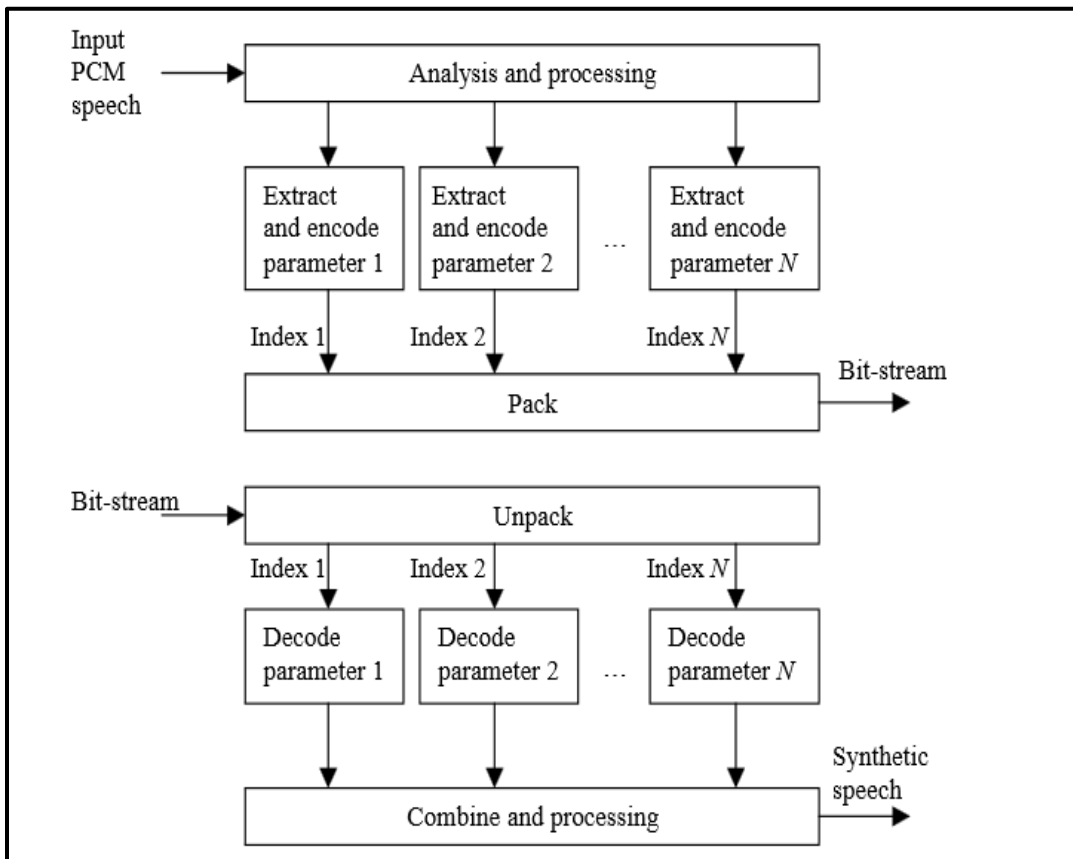 Input
PCM
speech
Analysis and processing
Extract
and encode
parameter 1
Extract
and encode
parameter 2
...
Extract
and encode
parameter N
Index 1
Index 2
Index N
Pack
Bit-stream
Bit-stream
Unpack
Index 1
Index 2
Index N
Decode
parameter 1
Decode
parameter 2
...
Decode
parameter N
Combine and processing
Synthetic
speech